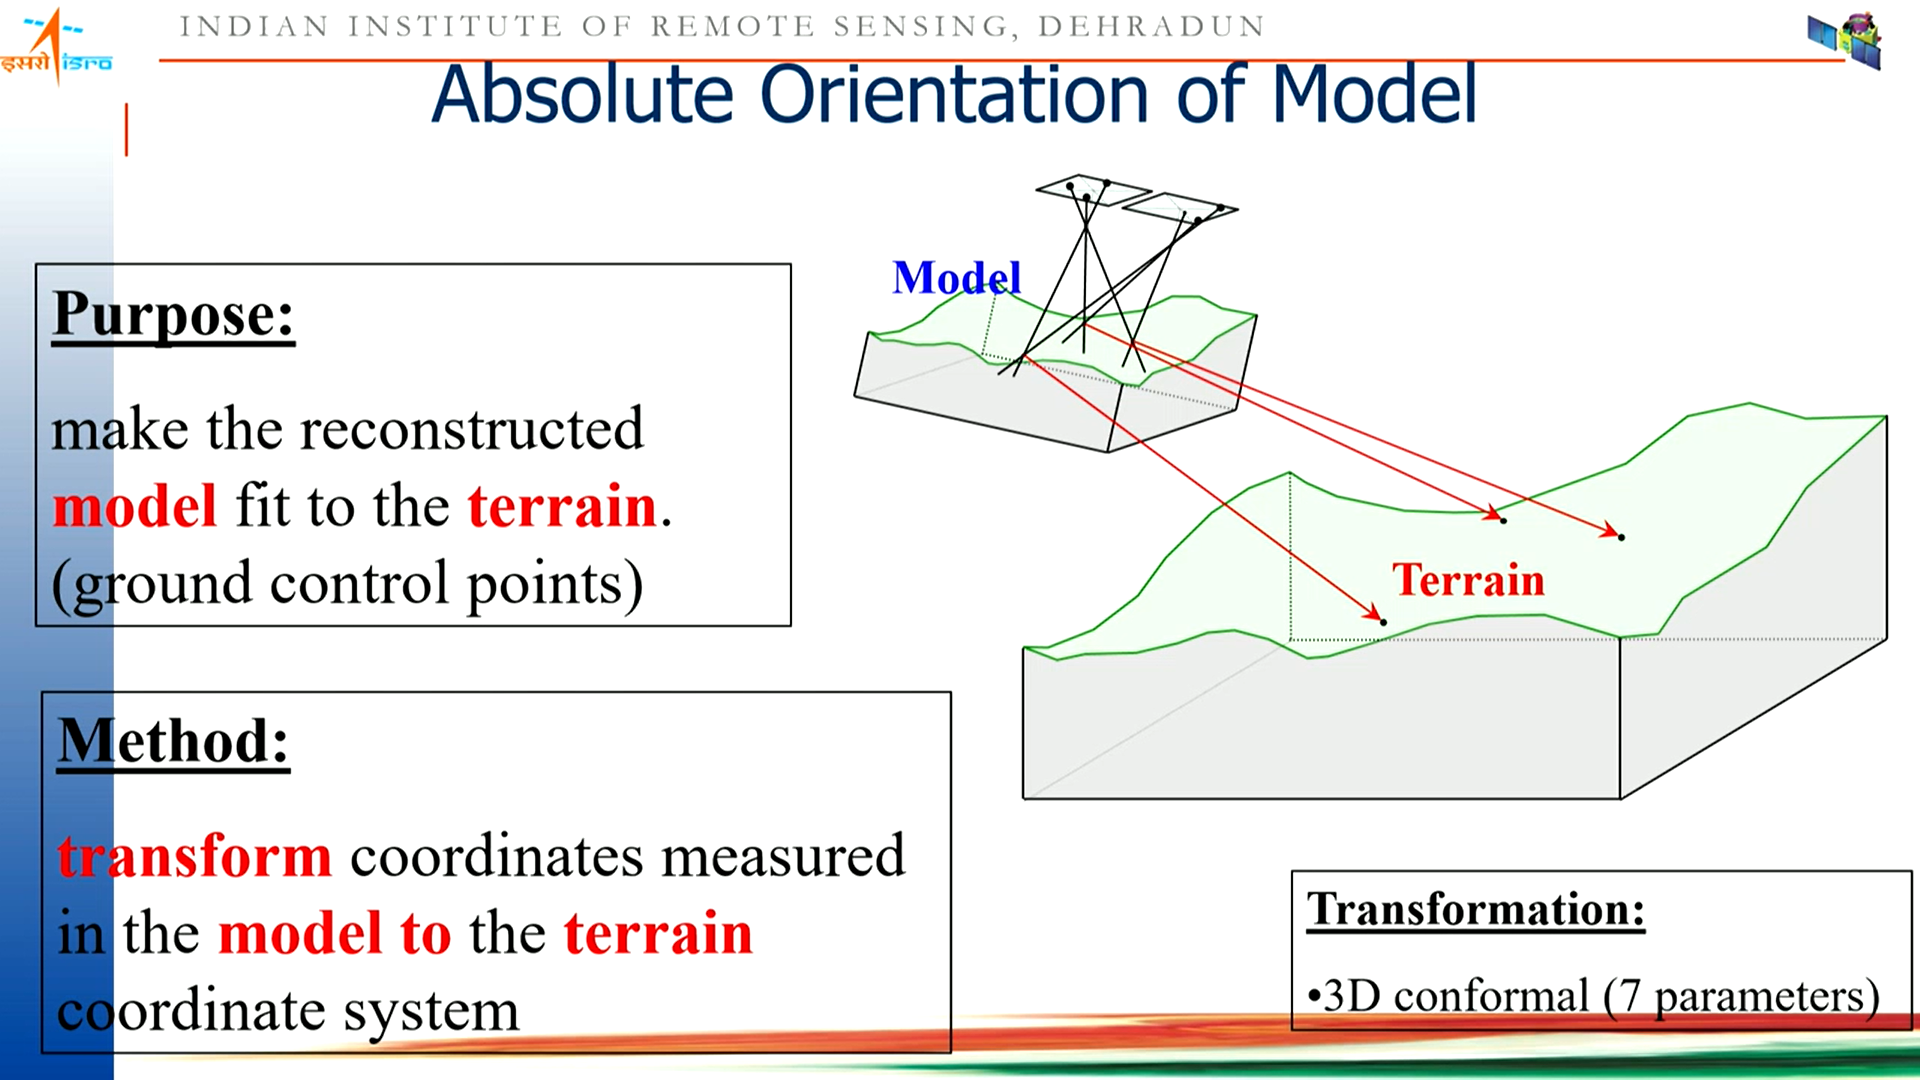 INDIAN INSTITUTE OF REMOTE SENSING, DEHRADUN
इसरो isro
Absolute Orientation of Model
Purpose:
make the reconstructed
model fit to the terrain.
(ground control points)
Method:
transform coordinates measured
in the model to the terrain
coordinate system
Model
Terrain
Transformation:
•3D conformal (7 parameters)